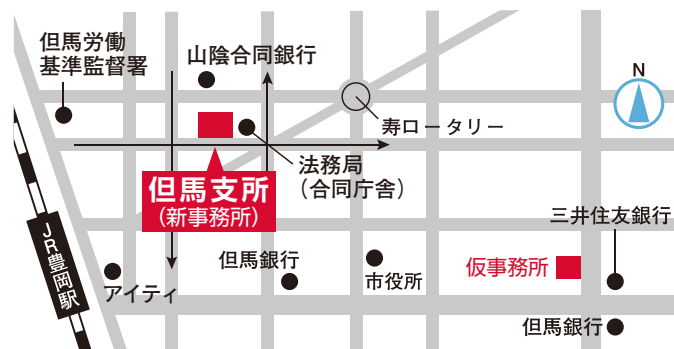 但馬労働
基準監督署
山陰合同銀行
N
寿ロータリー
法務局
(合同庁舎)
但馬支所
(新事務所)
三井住友銀行
JR豊岡駅
アイティ
但馬銀行
市役所
仮事務所
但馬銀行